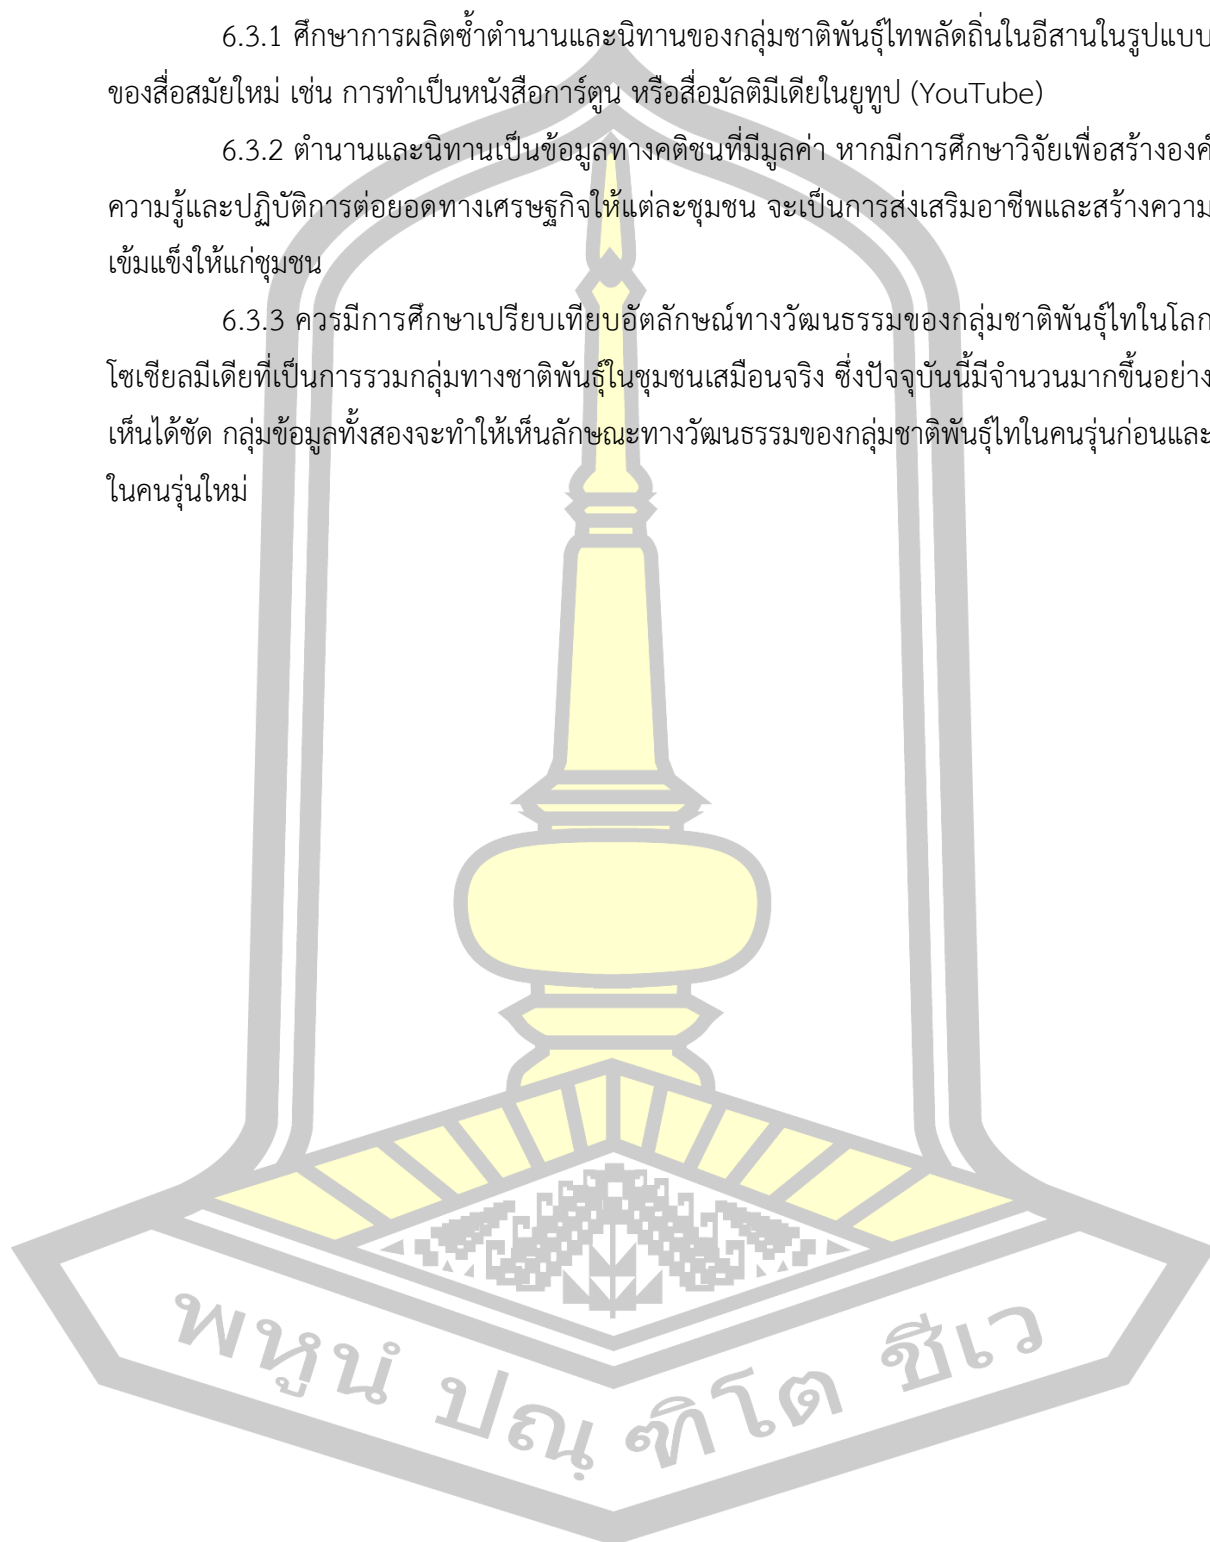 6.3.1 ศึกษาการผลิตซ้ำตำนานและนิทานของกลุ่มชาติพันธุ์ไทพลัดถิ่นในอีสานในรูปแบบ
ของสื่อสมัยใหม่ เช่น การทำเป็นหนังสือการ์ตูน หรือสื่อมัลติมีเดียในยูทูป (YouTube)
6.3.2 ตำนานและนิทานเป็นข้อมูลทางคติชนที่มีมูลค่า หากมีการศึกษาวิจัยเพื่อสร้างองค์
ความรู้และปฏิบัติการต่อยอดทางเศรษฐกิจให้แต่ละชุมชน จะเป็นการส่งเสริมอาชีพและสร้างความ
เข้มแข็งให้แก่ชุมชน
6.3.3 ควรมีการศึกษาเปรียบเทียบอัตลักษณ์ทางวัฒนธรรมของกลุ่มชาติพันธุ์ไทในโลก
โซเชียลมีเดียที่เป็นการรวมกลุ่มทางชาติพันธุ์ในชุมชนเสมือนจริง ซึ่งปัจจุบันนี้มีจำนวนมากขึ้นอย่าง
เห็นได้ชัด กลุ่มข้อมูลทั้งสองจะทำให้เห็นลักษณะทางวัฒนธรรมของกลุ่มชาติพันธุ์ไทในคนรุ่นก่อนและ
ในคนรุ่นใหม่
พหูนํ ปณฺ ฑิโต ชีเว